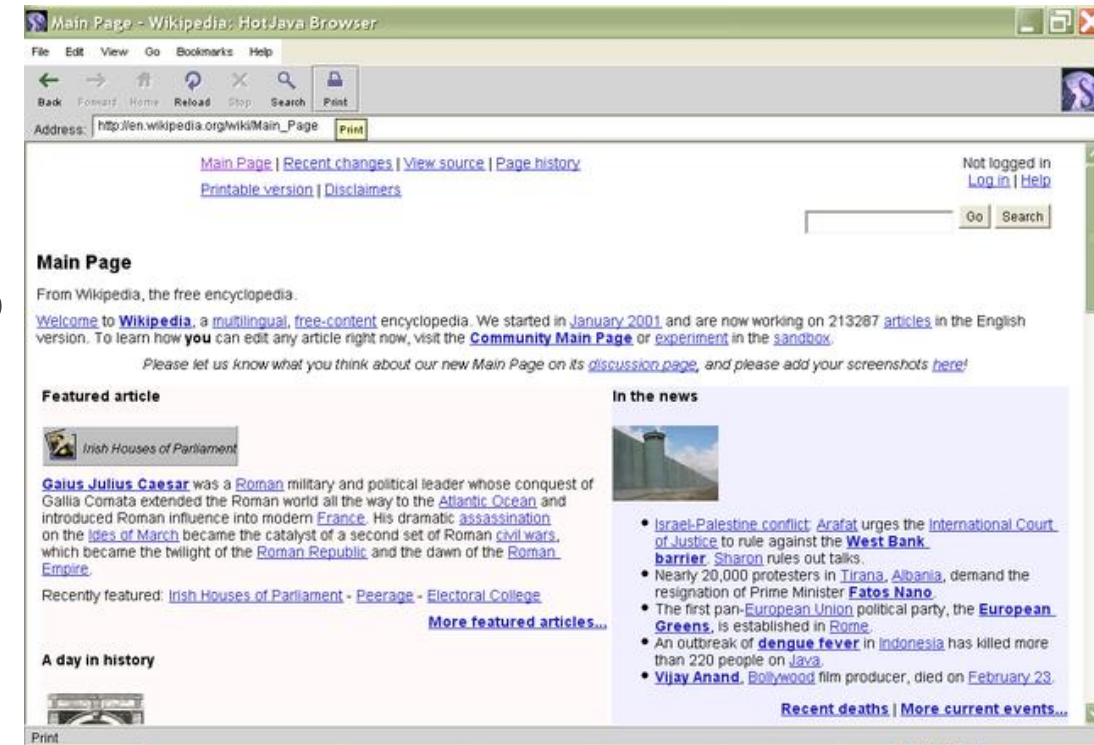 Main Page - Wikipedia: HotJava Browser
File Edit View Go Bookmarks Help
Back Forward Home Reload Stop Search Print
Address: http://en.wikipedia.org/wiki/Main_Page Print
Main Page | Recent changes | View source | Page history
Printable version | Disclaimers
Not logged in
Log in | Help
Go Search
Main Page
From Wikipedia, the free encyclopedia.
Welcome to Wikipedia, a multilingual, free-content encyclopedia. We started in January 2001 and are now working on 213287 articles in the English
version. To learn how you can edit any article right now, visit the Community Main Page or experiment in the sandbox.
Please let us know what you think about our new Main Page on its discussion page, and please add your screenshots here!
Featured article
Irish Houses of Parliament
Gaius Julius Caesar was a Roman military and political leader whose conquest of
Gallia Comata extended the Roman world all the way to the Atlantic Ocean and
introduced Roman influence into modern France. His dramatic assassination
on the Ides of March became the catalyst of a second set of Roman civil wars,
which became the twilight of the Roman Republic and the dawn of the Roman
Empire.
Recently featured: Irish Houses of Parliament - Peerage - Electoral College
More featured articles...
A day in history
In the news
Israel-Palestine conflict: Arafat urges the International Court
of Justice to rule against the West Bank
barrier. Sharon rules out talks.
Nearly 20,000 protesters in Tirana, Albania, demand the
resignation of Prime Minister Fatos Nano.
The first pan-European Union political party, the European
Greens, is established in Rome.
An outbreak of dengue fever in Indonesia has killed more
than 220 people on Java.
Vijay Anand, Bollywood film producer, died on February 23.
Recent deaths | More current events...
Print